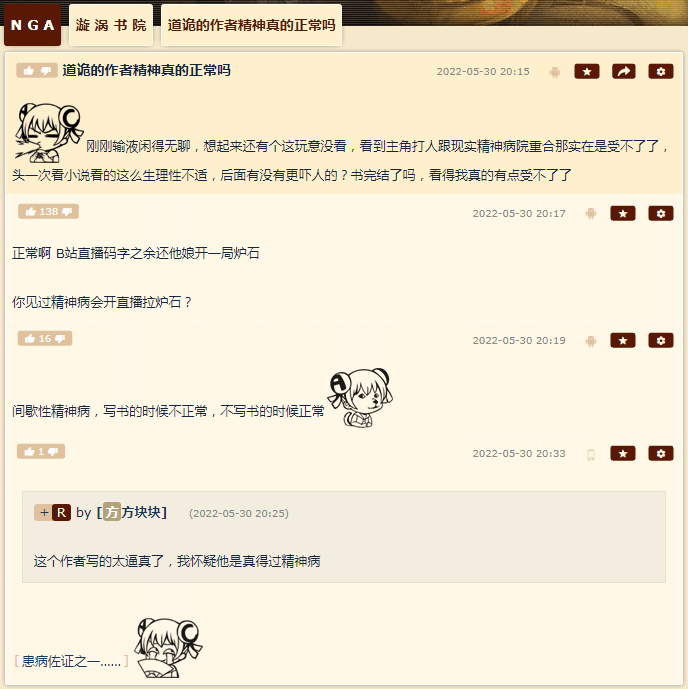 NGA 漩涡书院 道诡的作者精神真的正常吗
道诡的作者精神真的正常吗 2022-05-30 20:15
刚刚输液闲得无聊，想起来还有个这玩意没看，看到主角打人跟现实精神病院重合那实在是受不了了，
头一次看小说看的这么生理性不适，后面有没有更吓人的？书完结了吗，看得我真的有点受不了了
138 2022-05-30 20:17
正常啊 B站直播码字之余还他娘开一局炉石
你见过精神病会开直播拉炉石？
16 2022-05-30 20:19
间歇性精神病，写书的时候不正常，不写书的时候正常
1 2022-05-30 20:33
+ R by [方方块块] (2022-05-30 20:25)
这个作者写的太逼真了，我怀疑他是真得过精神病
[患病佐证之一......]